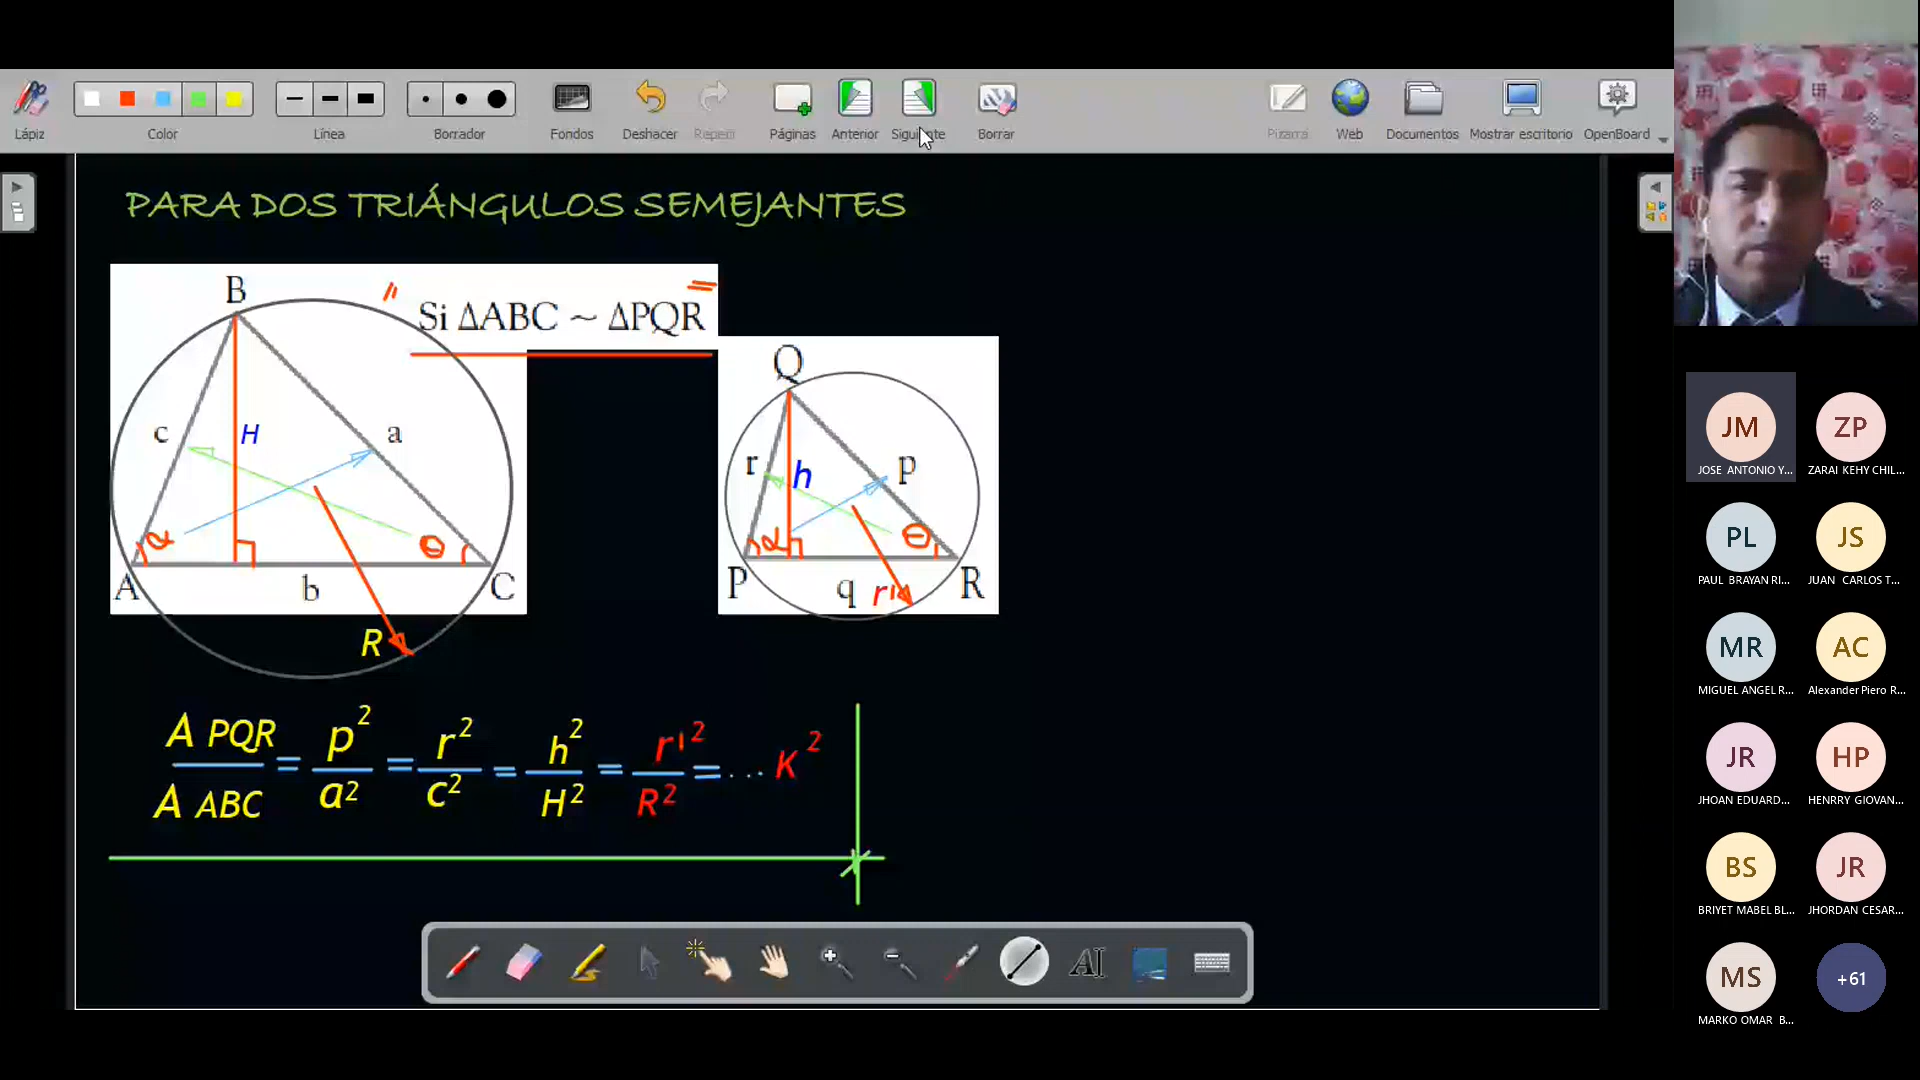 Lápiz
Color
Línea
Borrador
Fondos
Deshacer
Repetir
Páginas
Anterior
Siguiente
Borrar
Pizarra
Web
Documentos
Mostrar escritorio
OpenBoard
PARA DOS TRIÁNGULOS SEMEJANTES
Si ΔABC ~ ΔPQR
B
c
H
a
α
θ
A
b
C
R
Q
r
h
p
α
θ
P
q
r'
R
A PQR / A ABC = p² / a² = r² / c² = h² / H² = r'² / R² = ... K²
AI
JM
JOSE ANTONIO Y...
ZP
ZARAI KEHY CHIL...
PL
PAUL BRAYAN RI...
JS
JUAN CARLOS T...
MR
MIGUEL ANGEL R...
AC
Alexander Piero R...
JR
JHOAN EDUARD...
HP
HENRRY GIOVAN...
BS
BRIYET MABEL BL...
JR
JHORDAN CESAR...
MS
MARKO OMAR B...
+61